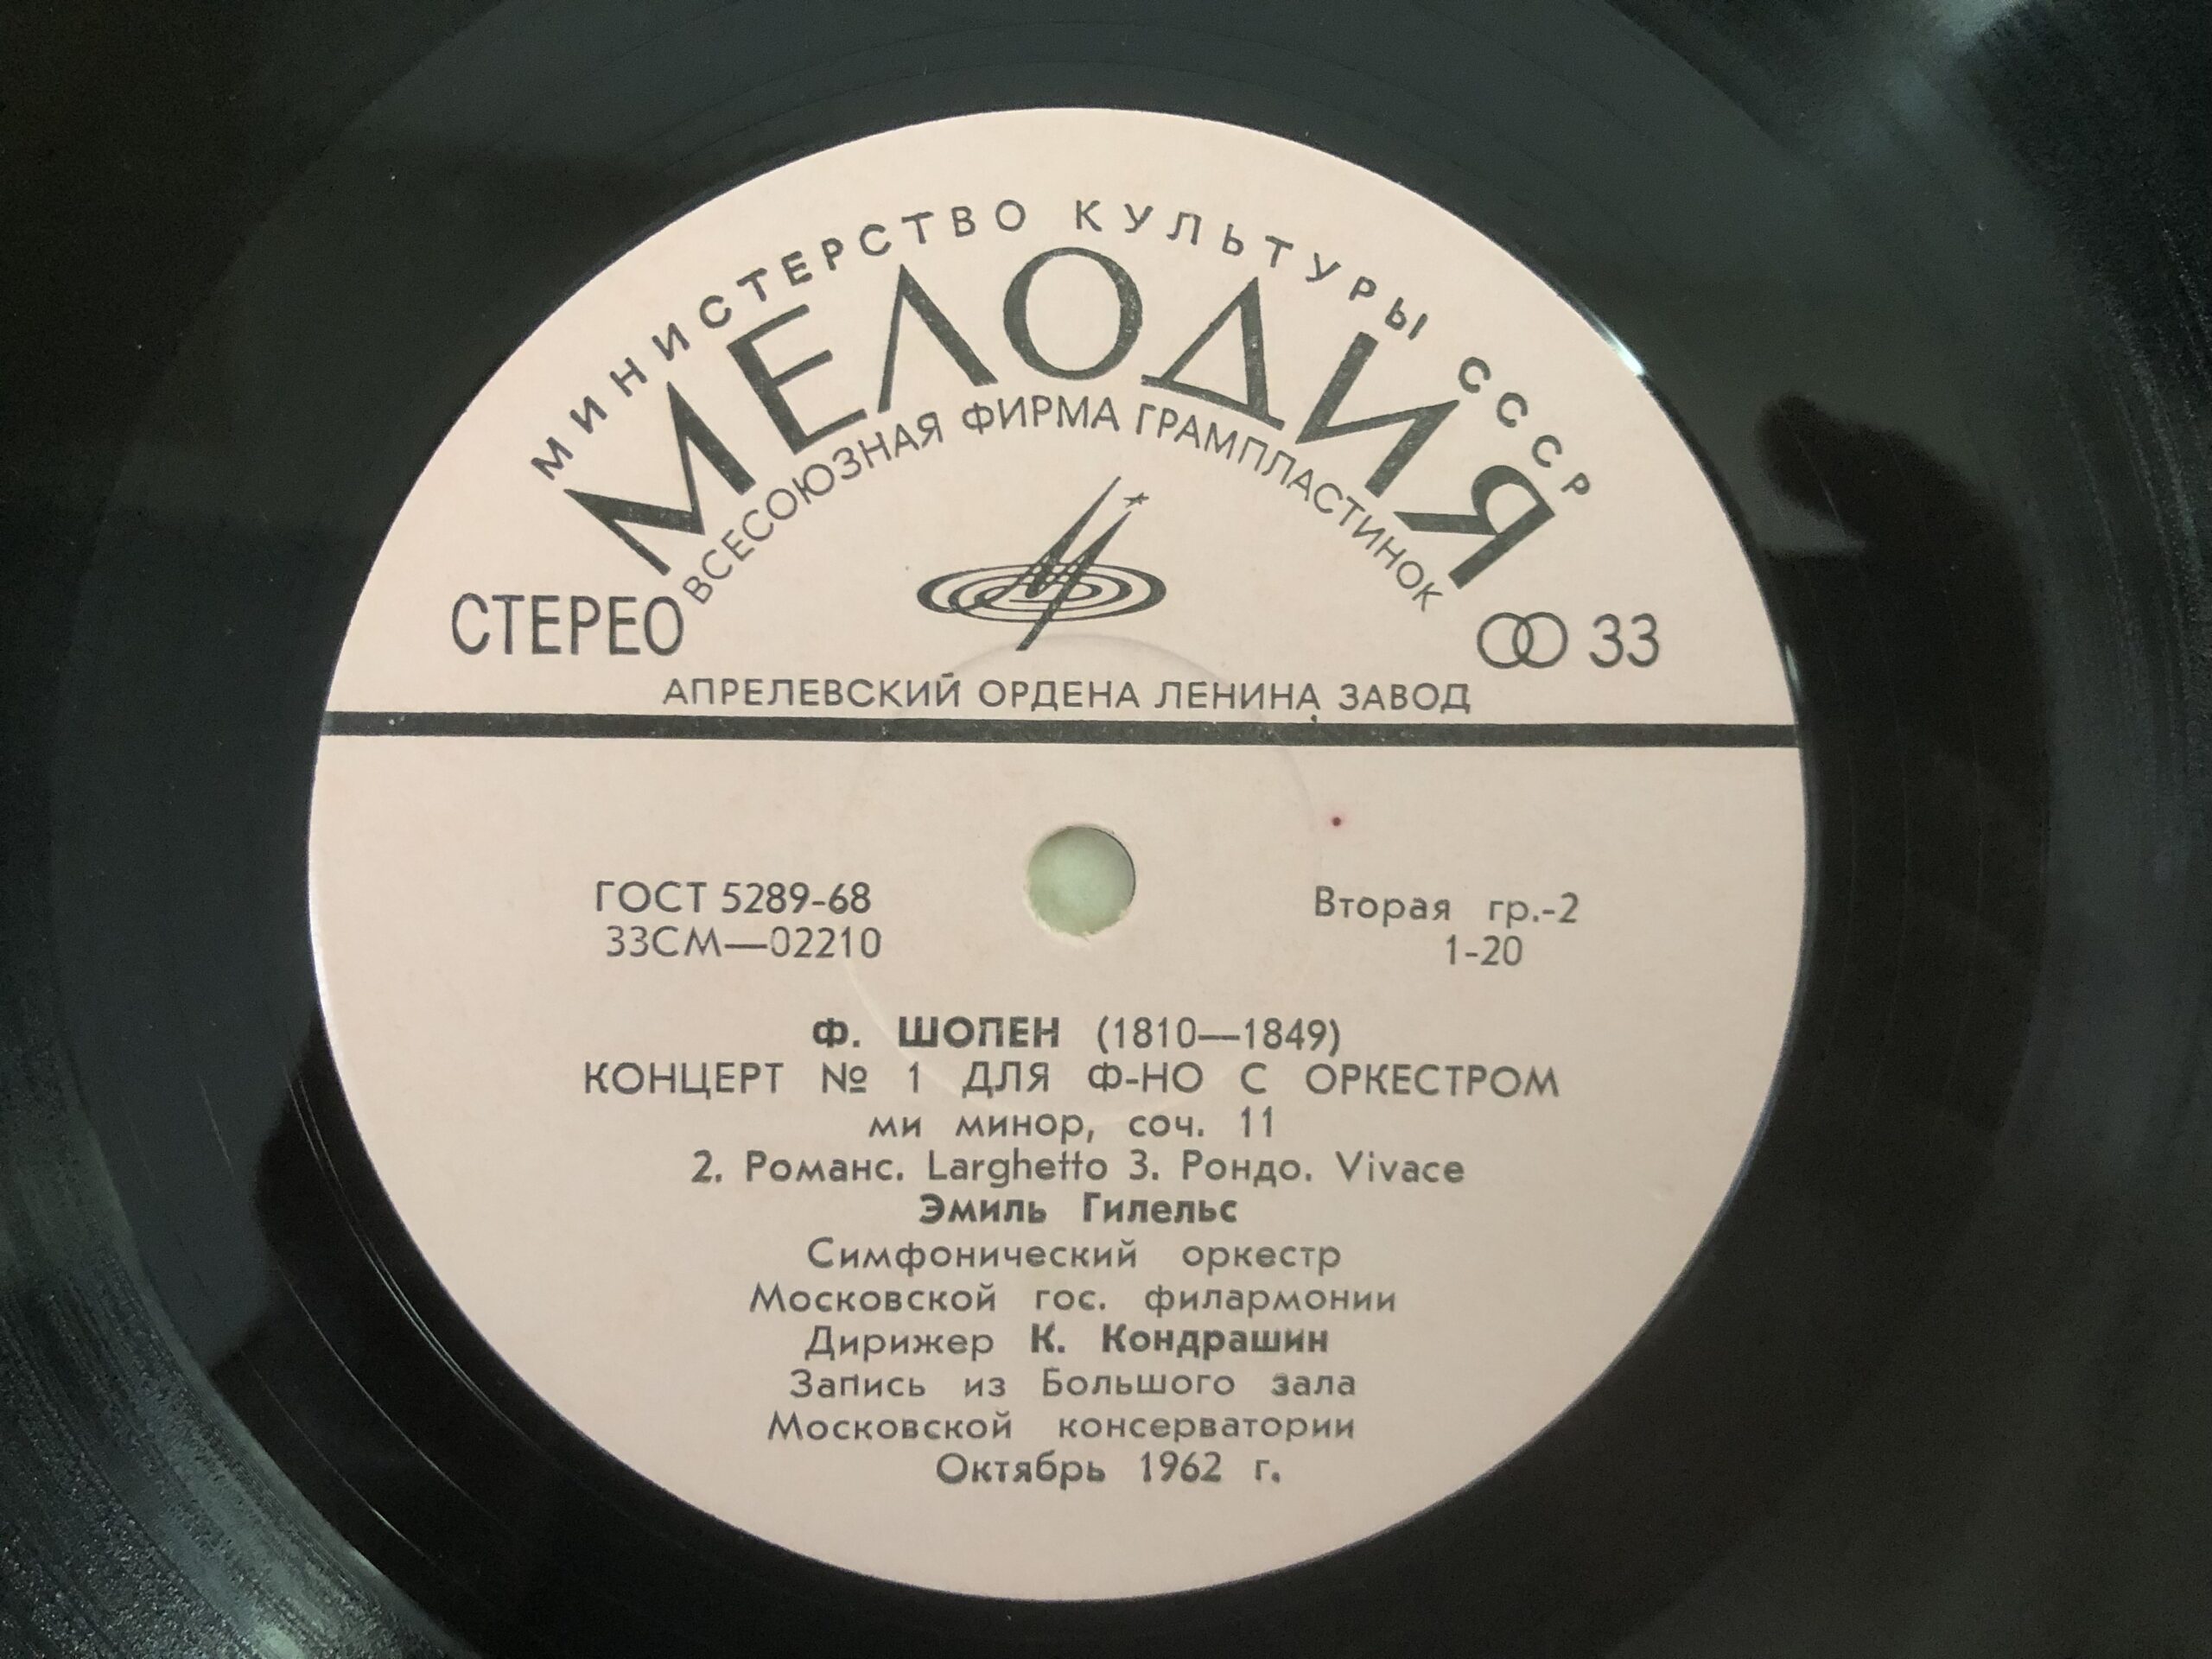 МИНИСТЕРСТВО КУЛЬТУРЫ СССР
МЕЛОДИЯ
ВСЕСОЮЗНАЯ ФИРМА ГРАМПЛАСТИНОК
СТЕРЕО
33
АПРЕЛЕВСКИЙ ОРДЕНА ЛЕНИНА ЗАВОД
ГОСТ 5289-68
33СМ—02210
Вторая гр.-2
1-20
Ф. ШОПЕН (1810—1849)
КОНЦЕРТ № 1 ДЛЯ Ф-НО С ОРКЕСТРОМ
ми минор, соч. 11
2. Романс. Larghetto 3. Рондо. Vivace
Эмиль Гилельс
Симфонический оркестр
Московской гос. филармонии
Дирижер К. Кондрашин
Запись из Большого зала
Московской консерватории
Октябрь 1962 г.